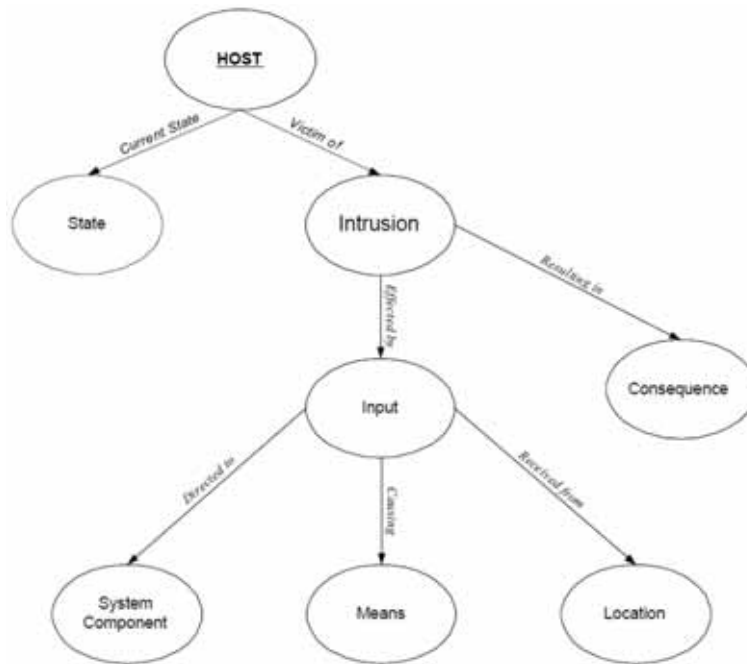 HOST
Current State
Victim of
State
Intrusion
Resulting in
Effected by
Input
Consequence
Directed to
Causing
Received from
System
Component
Means
Location